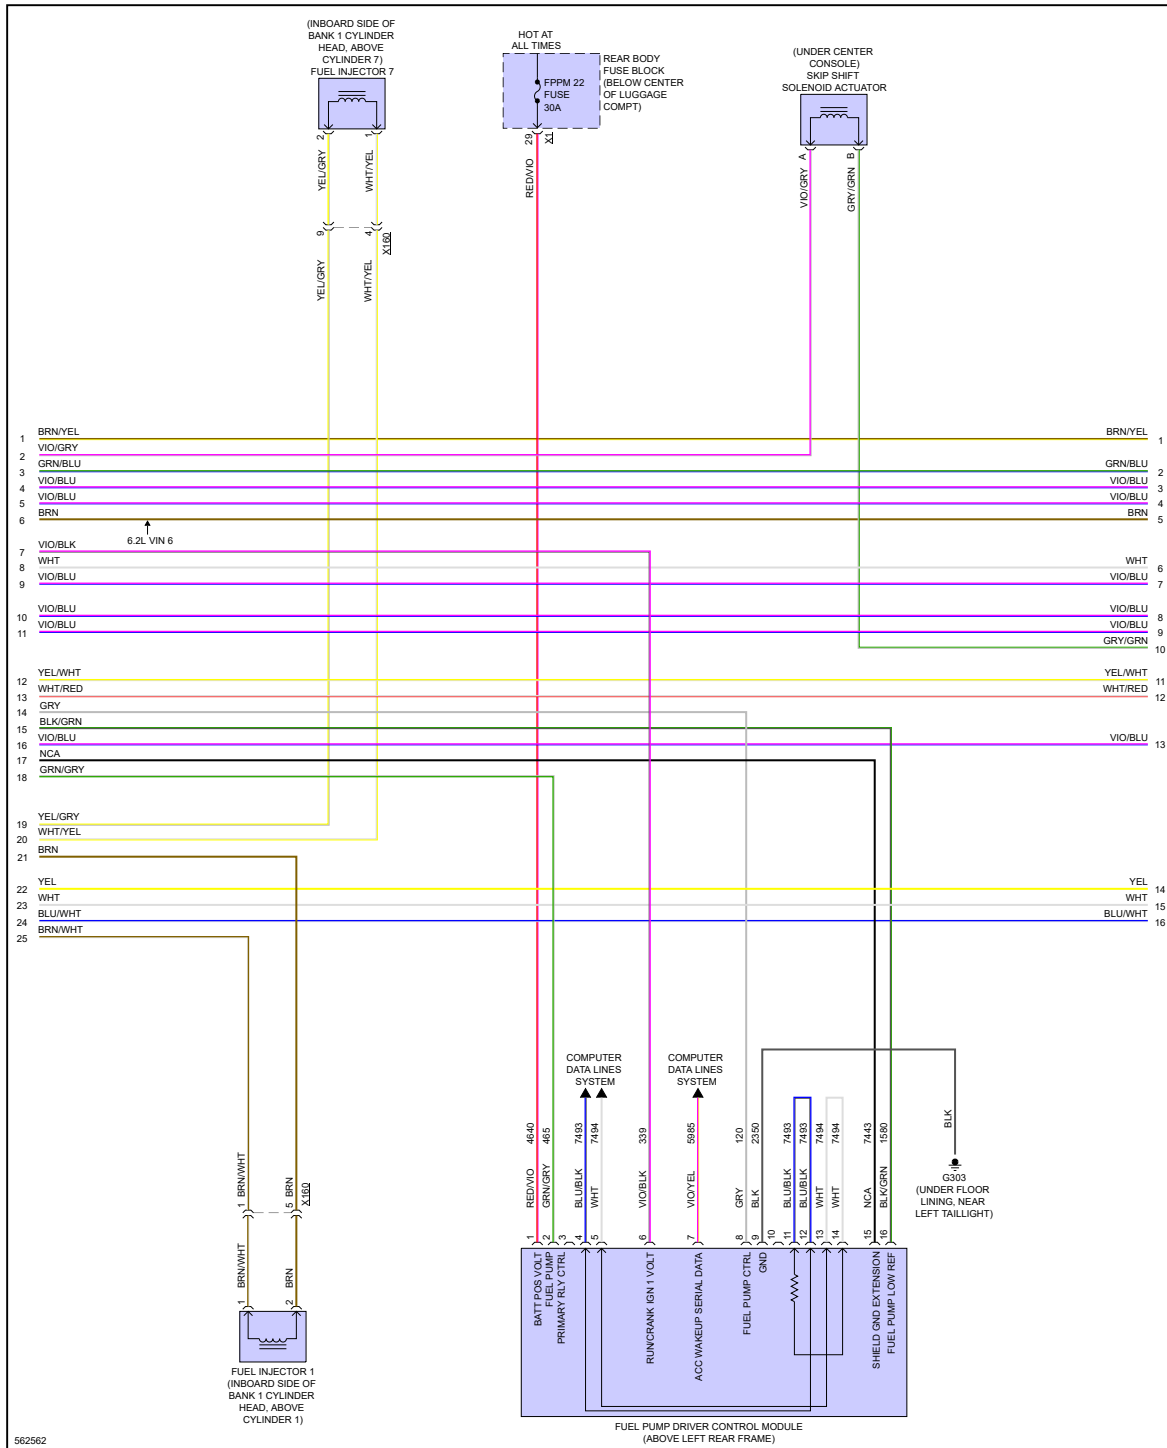 (INBOARD SIDE OF
BANK 1 CYLINDER
HEAD, ABOVE
CYLINDER 7)
FUEL INJECTOR 7
HOT AT
ALL TIMES
FPPM 22
FUSE
30A
REAR BODY
FUSE BLOCK
(BELOW CENTER
OF LUGGAGE
COMPT)
(UNDER CENTER
CONSOLE)
SKIP SHIFT
SOLENOID ACTUATOR
2
1
29
X1
A
B
YEL/GRY
WHT/YEL
RED/VIO
VIO/GRY
GRY/GRN
9
4
X160
YEL/GRY
WHT/YEL
1 BRN/YEL
BRN/YEL 1
2 VIO/GRY
3 GRN/BLU
GRN/BLU 2
4 VIO/BLU
VIO/BLU 3
5 VIO/BLU
VIO/BLU 4
6 BRN
BRN 5
6.2L VIN 6
7 VIO/BLK
8 WHT
WHT 6
9 VIO/BLU
VIO/BLU 7
10 VIO/BLU
VIO/BLU 8
11 VIO/BLU
VIO/BLU 9
GRY/GRN 10
12 YEL/WHT
YEL/WHT 11
13 WHT/RED
WHT/RED 12
14 GRY
15 BLK/GRN
16 VIO/BLU
VIO/BLU 13
17 NCA
18 GRN/GRY
19 YEL/GRY
20 WHT/YEL
21 BRN
22 YEL
YEL 14
23 WHT
WHT 15
24 BLU/WHT
BLU/WHT 16
25 BRN/WHT
COMPUTER
DATA LINES
SYSTEM
COMPUTER
DATA LINES
SYSTEM
4640
465
7493
7494
339
5985
120
2350
7493
7493
7494
7494
7443
1580
BLK
RED/VIO
GRN/GRY
BLU/BLK
WHT
VIO/BLK
VIO/YEL
GRY
BLK
BLU/BLK
BLU/BLK
WHT
WHT
NCA
BLK/GRN
G303
(UNDER FLOOR
LINING, NEAR
LEFT TAILLIGHT)
BRN/WHT
BRN
1
5
X160
BRN/WHT
BRN
1
2
1
2
3
4
5
6
7
8
9
10
11
12
13
14
15
16
BATT POS VOLT
FUEL PUMP
PRIMARY RLY CTRL
RUN/CRANK IGN 1 VOLT
ACC WAKEUP SERIAL DATA
FUEL PUMP CTRL
GND
SHIELD GND EXTENSION
FUEL PUMP LOW REF
FUEL INJECTOR 1
(INBOARD SIDE OF
BANK 1 CYLINDER
HEAD, ABOVE
CYLINDER 1)
FUEL PUMP DRIVER CONTROL MODULE
(ABOVE LEFT REAR FRAME)
562562